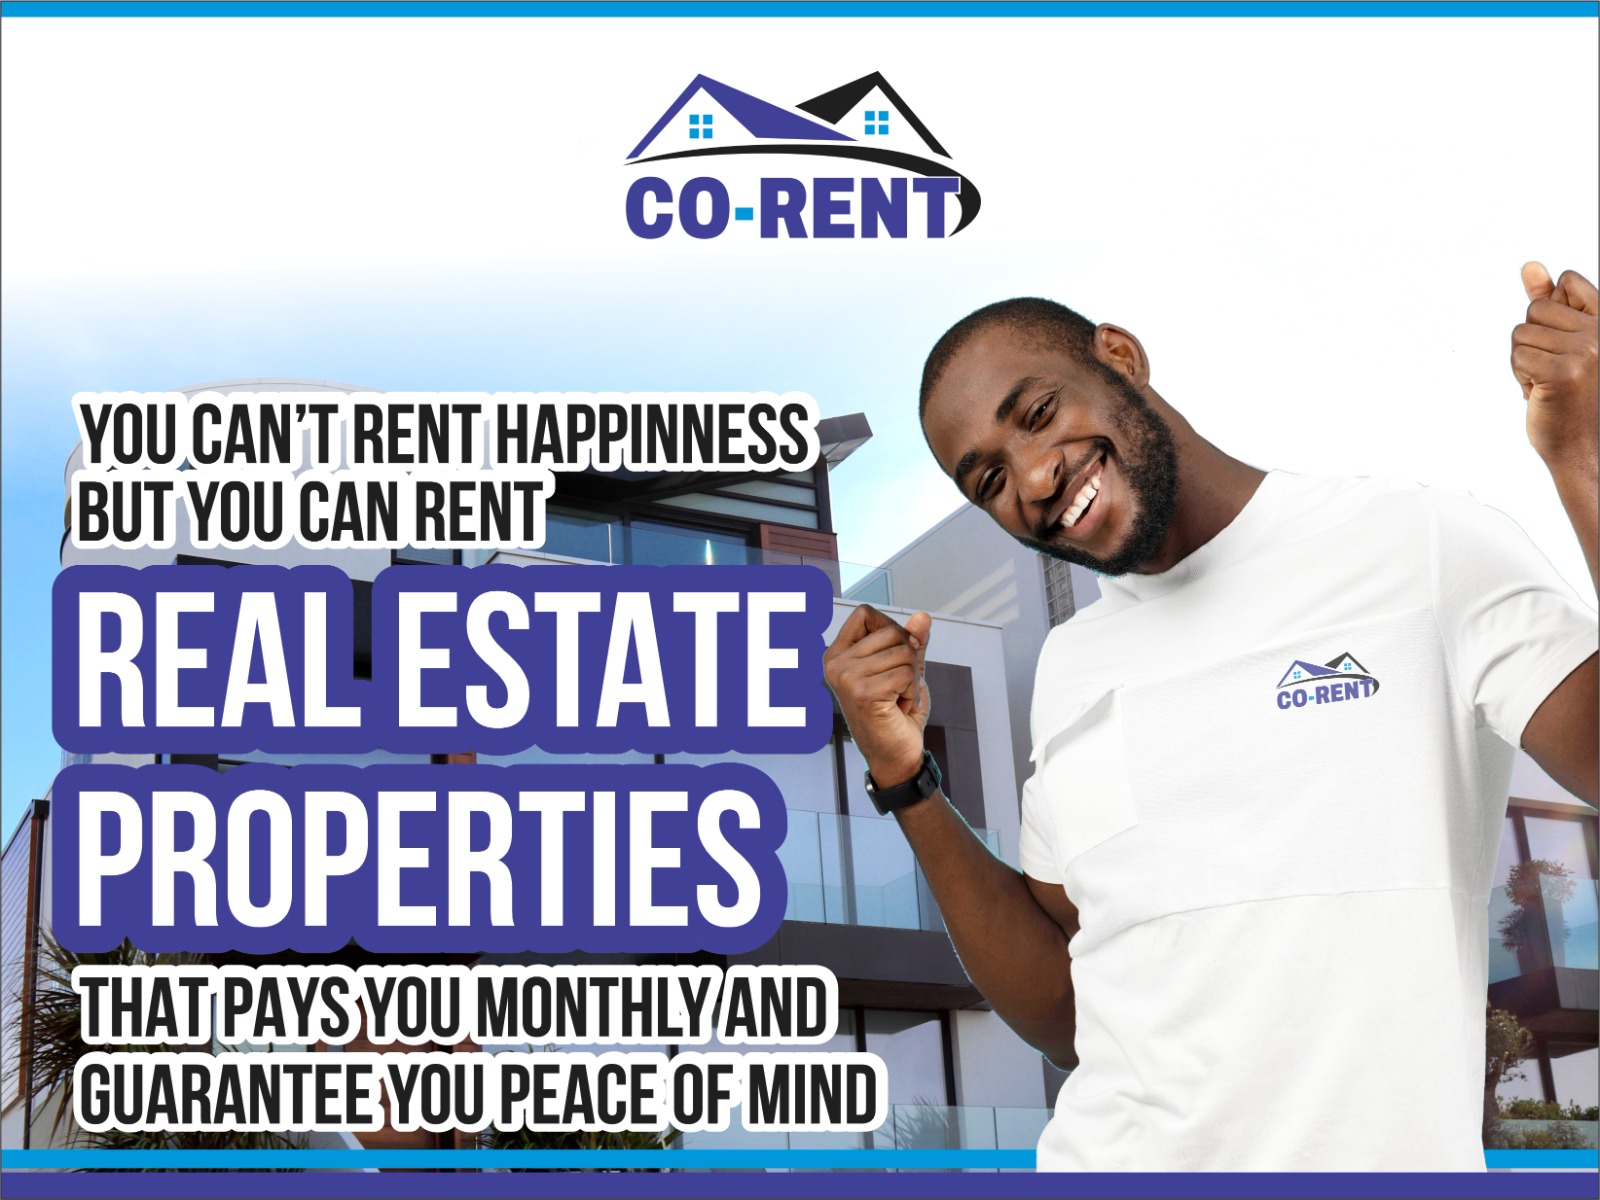 CO-RENT
YOU CAN'T RENT HAPPINNESS
BUT YOU CAN RENT
REAL ESTATE
PROPERTIES
THAT PAYS YOU MONTHLY AND
GUARANTEE YOU PEACE OF MIND
CO-RENT